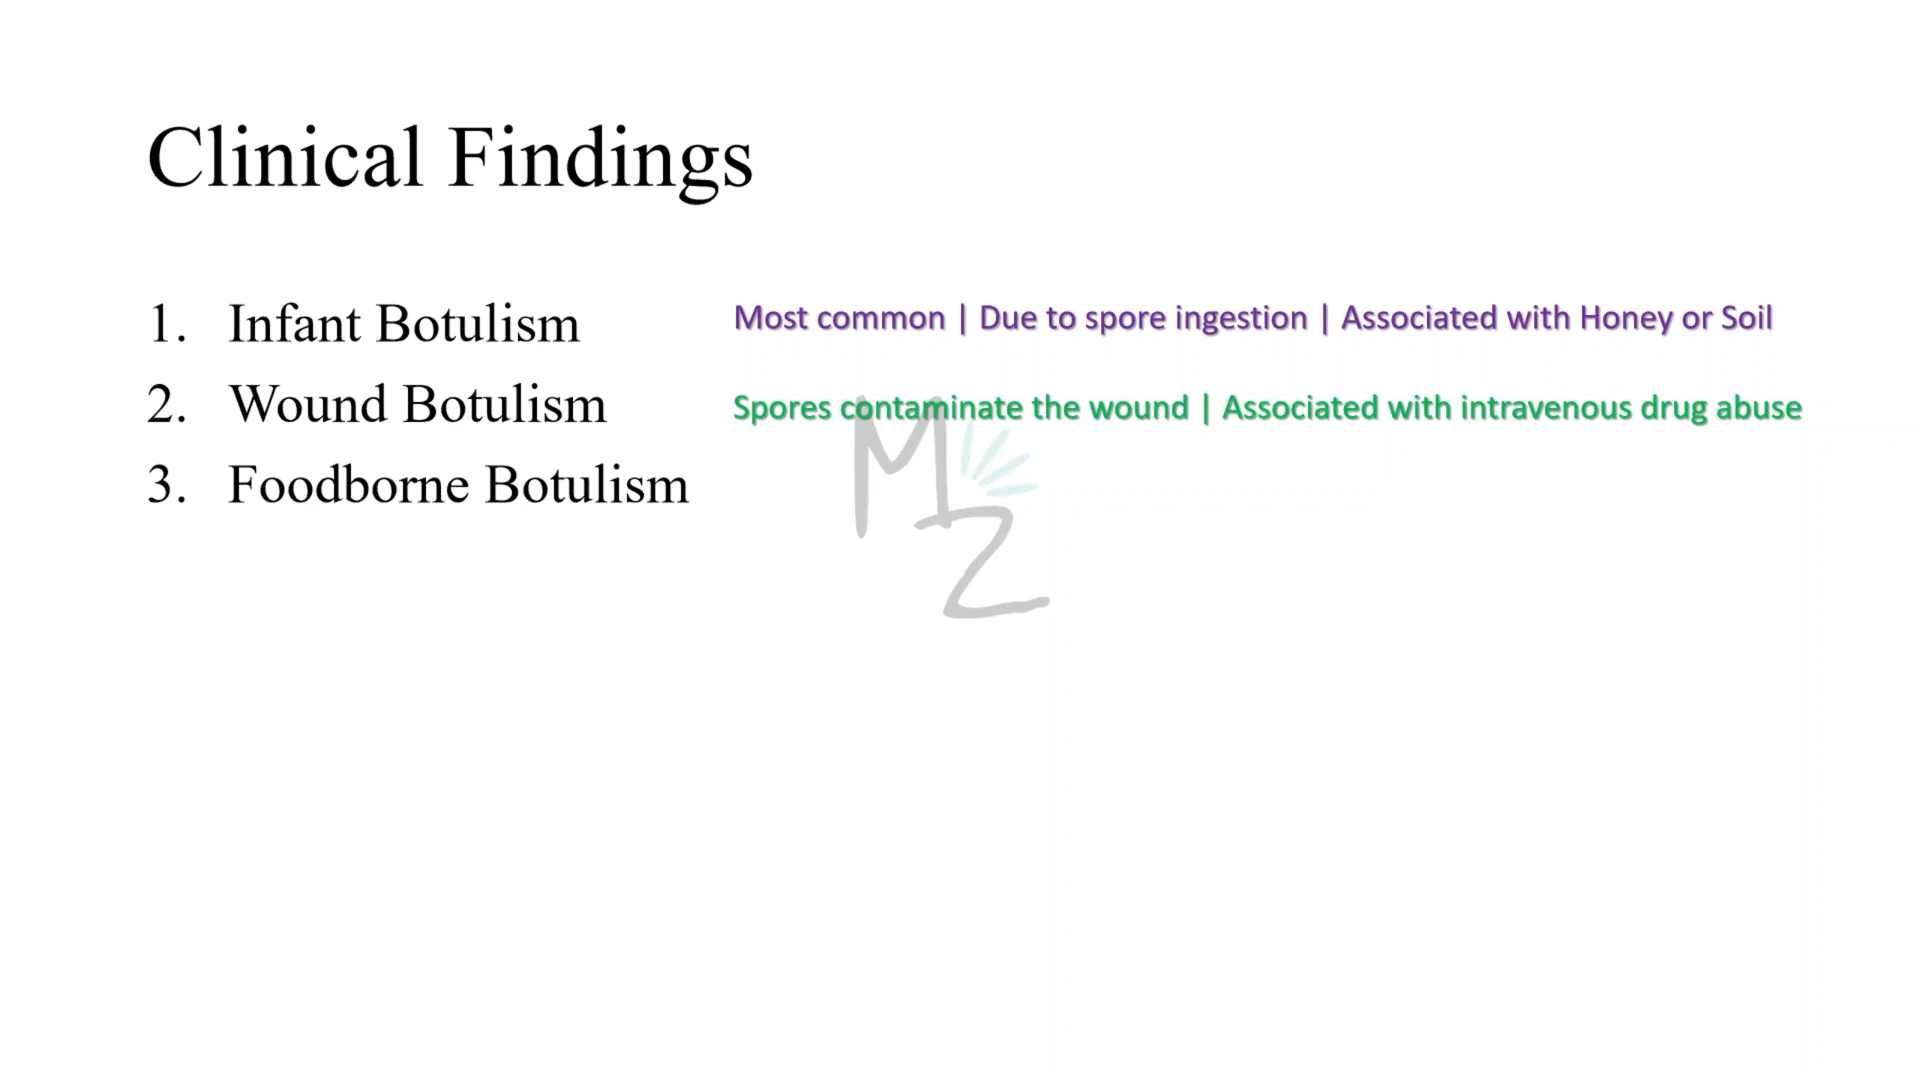 Clinical Findings
1. Infant Botulism Most common | Due to spore ingestion | Associated with Honey or Soil
2. Wound Botulism Spores contaminate the wound | Associated with intravenous drug abuse
3. Foodborne Botulism
MZ